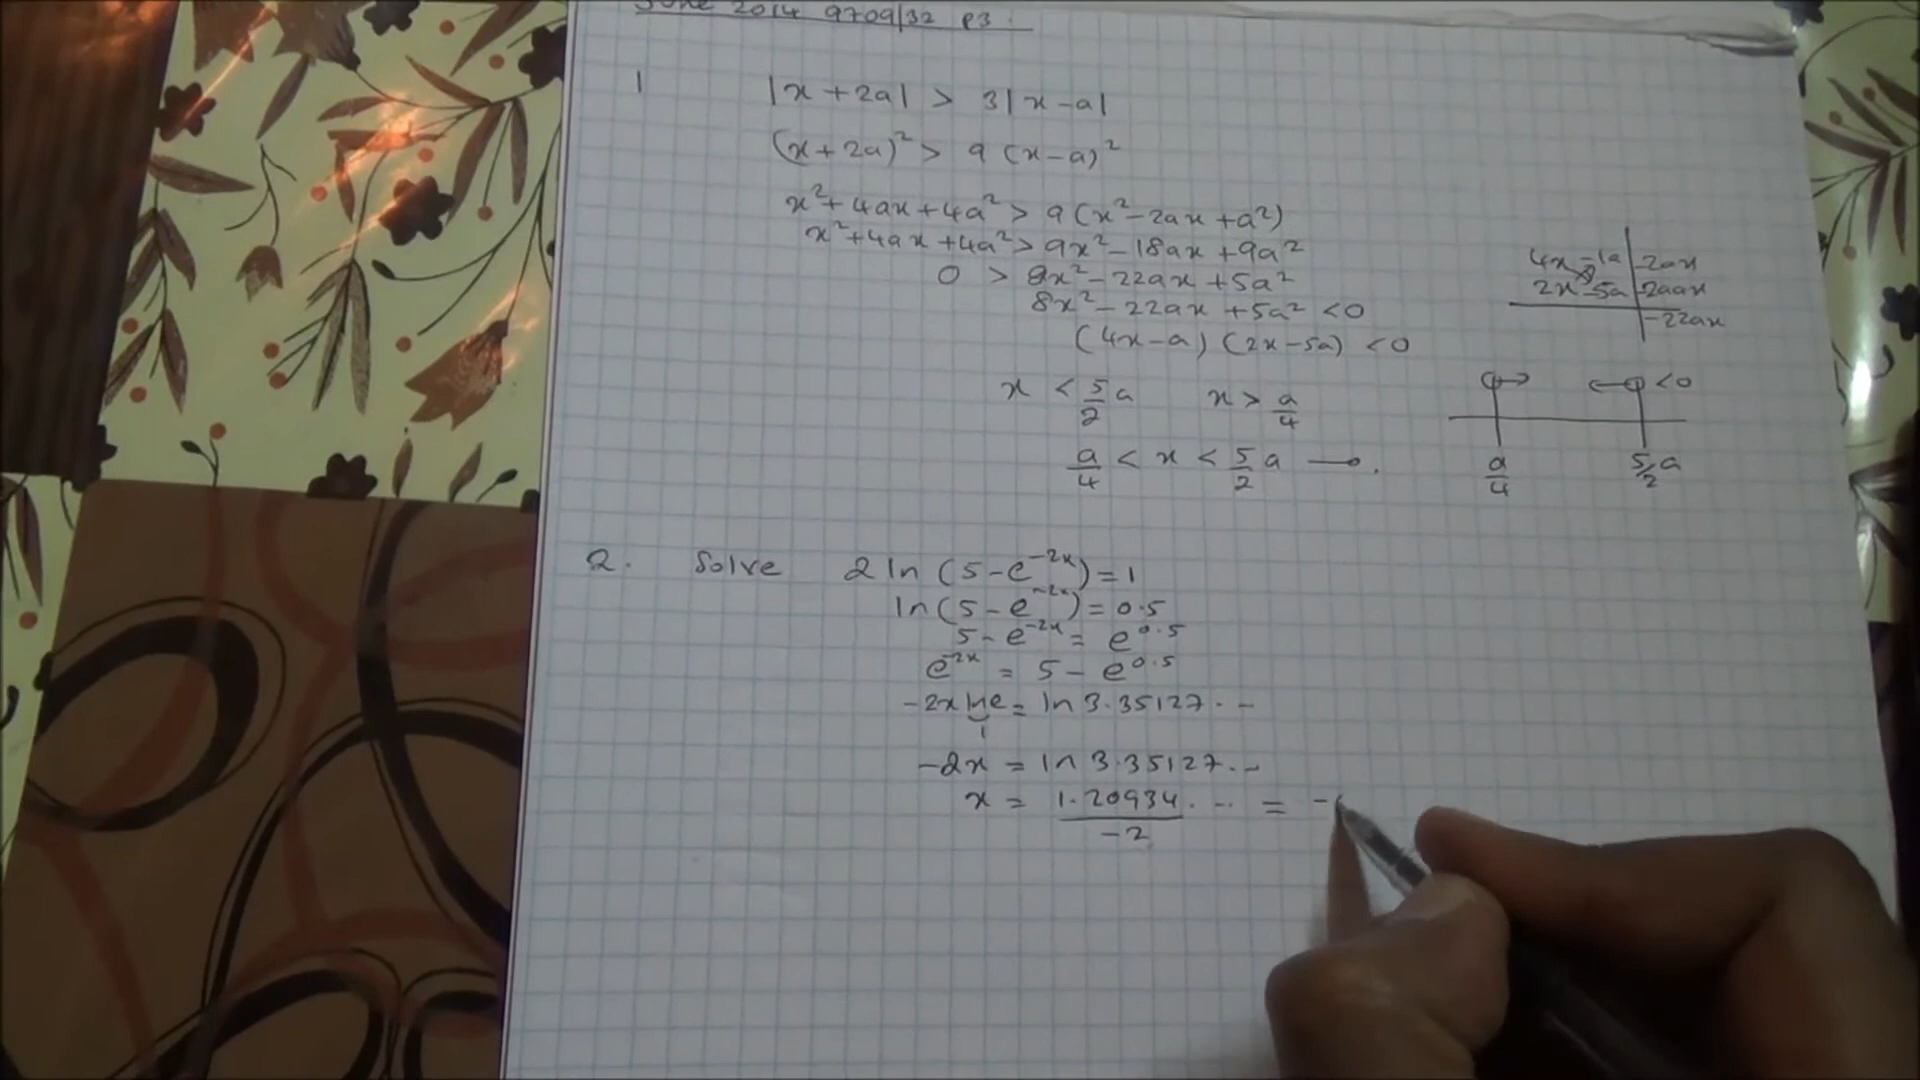 June 2014 9709/32 P3.
1 |x + 2a| > 3|x - a|
(x + 2a)² > 9(x - a)²
x² + 4ax + 4a² > 9(x² - 2ax + a²)
x² + 4ax + 4a² > 9x² - 18ax + 9a²
0 > 8x² - 22ax + 5a²
8x² - 22ax + 5a² < 0
(4x - a)(2x - 5a) < 0
4x -1a | -2ax
2x -5a | -20ax
-22ax
x < 5/2 a x > a/4
<0
a/4 < x < 5/2 a
a/4 5/2 a
2. Solve 2 ln (5 - e^-2x) = 1
ln(5 - e^-2x) = 0.5
5 - e^-2x = e^0.5
e^-2x = 5 - e^0.5
-2x ln e = ln 3.35127...
1
-2x = ln 3.35127...
x = 1.20934... / -2 = -